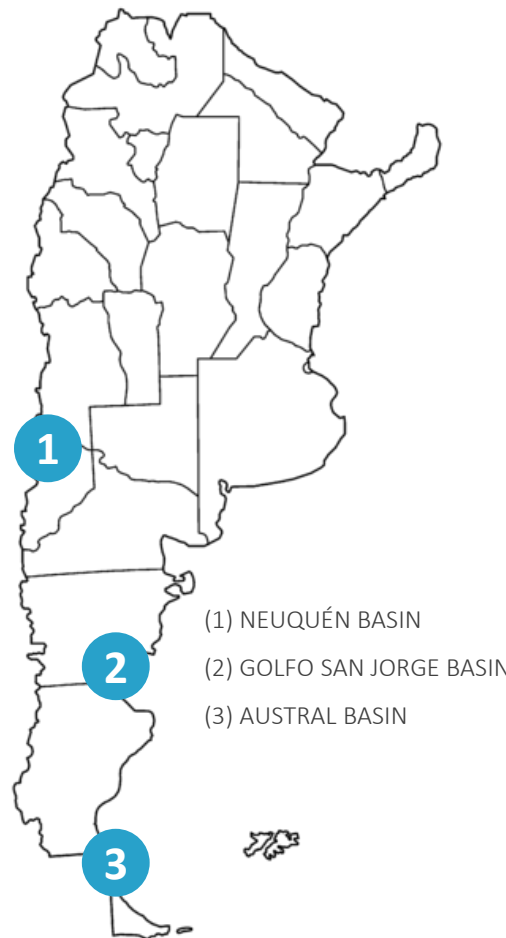 1
(1) NEUQUÉN BASIN
2
(2) GOLFO SAN JORGE BASIN
(3) AUSTRAL BASIN
3